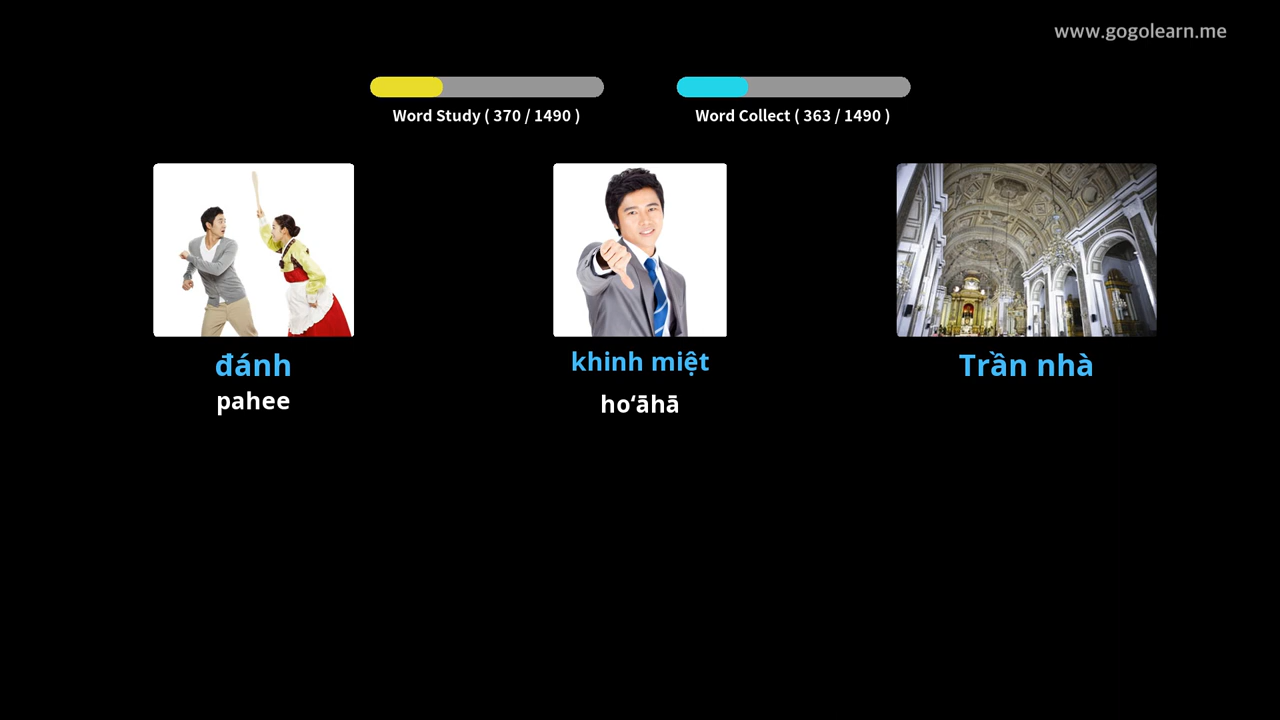 www.gogolearn.me
Word Study ( 370 / 1490 )
Word Collect ( 363 / 1490 )
đánh
pahee
khinh miệt
hoʻāhā
Trần nhà